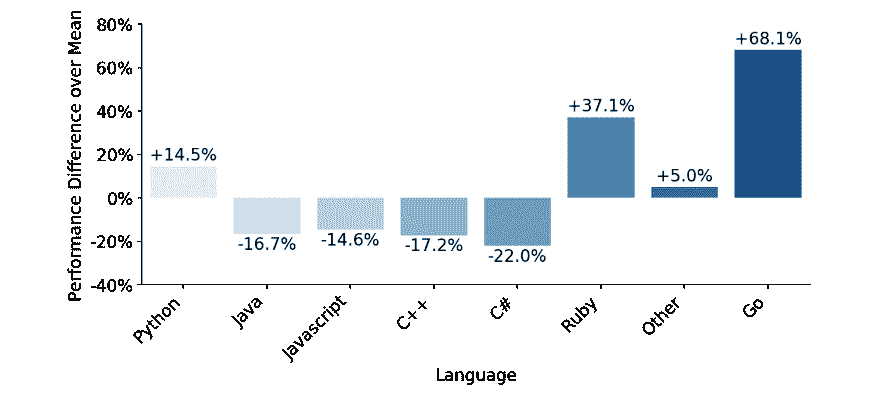 Performance Difference over Mean
80%
60%
40%
20%
0%
-20%
-40%
+14.5%
-16.7%
-14.6%
-17.2%
-22.0%
+37.1%
+5.0%
+68.1%
Python
Java
Javascript
C++
C#
Ruby
Other
Go
Language